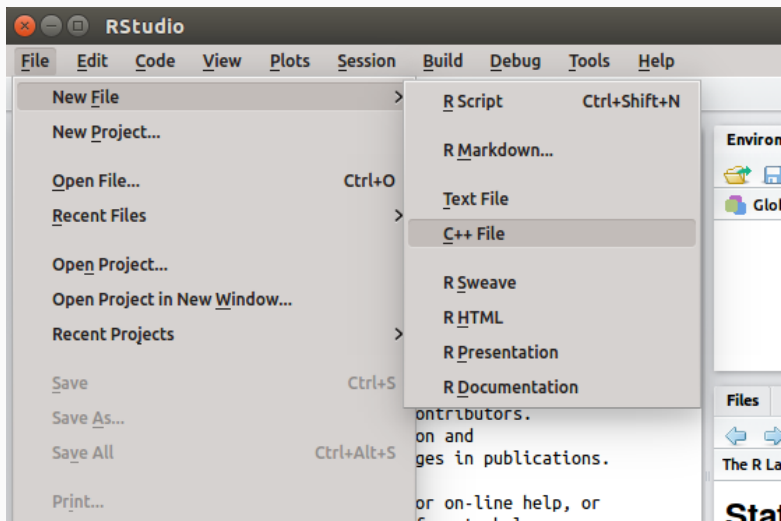 RStudio
File Edit Code View Plots Session Build Debug Tools Help
New File
New Project...
Open File... Ctrl+O
Recent Files
Open Project...
Open Project in New Window...
Recent Projects
Save Ctrl+S
Save As...
Save All Ctrl+Alt+S
Print...
R Script Ctrl+Shift+N
R Markdown...
Text File
C++ File
R Sweave
R HTML
R Presentation
R Documentation
ontributors.
on and
ges in publications.
or on-line help, or
Environ
Glob
Files
The R La
Stat